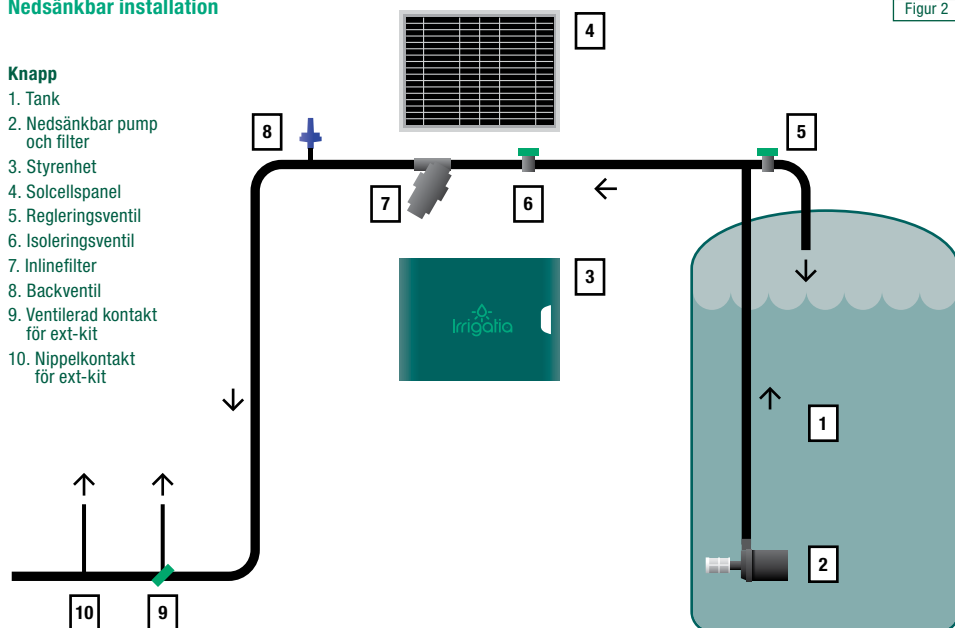 Nedsänkbar installation
Figur 2
Knapp
1. Tank
2. Nedsänkbar pump
och filter
3. Styrenhet
4. Solcellspanel
5. Regleringsventil
6. Isoleringsventil
7. Inlinefilter
8. Backventil
9. Ventilerad kontakt
för ext-kit
10. Nippelkontakt
för ext-kit
4
8
5
7
6
3
Irrigatia
1
2
10
9